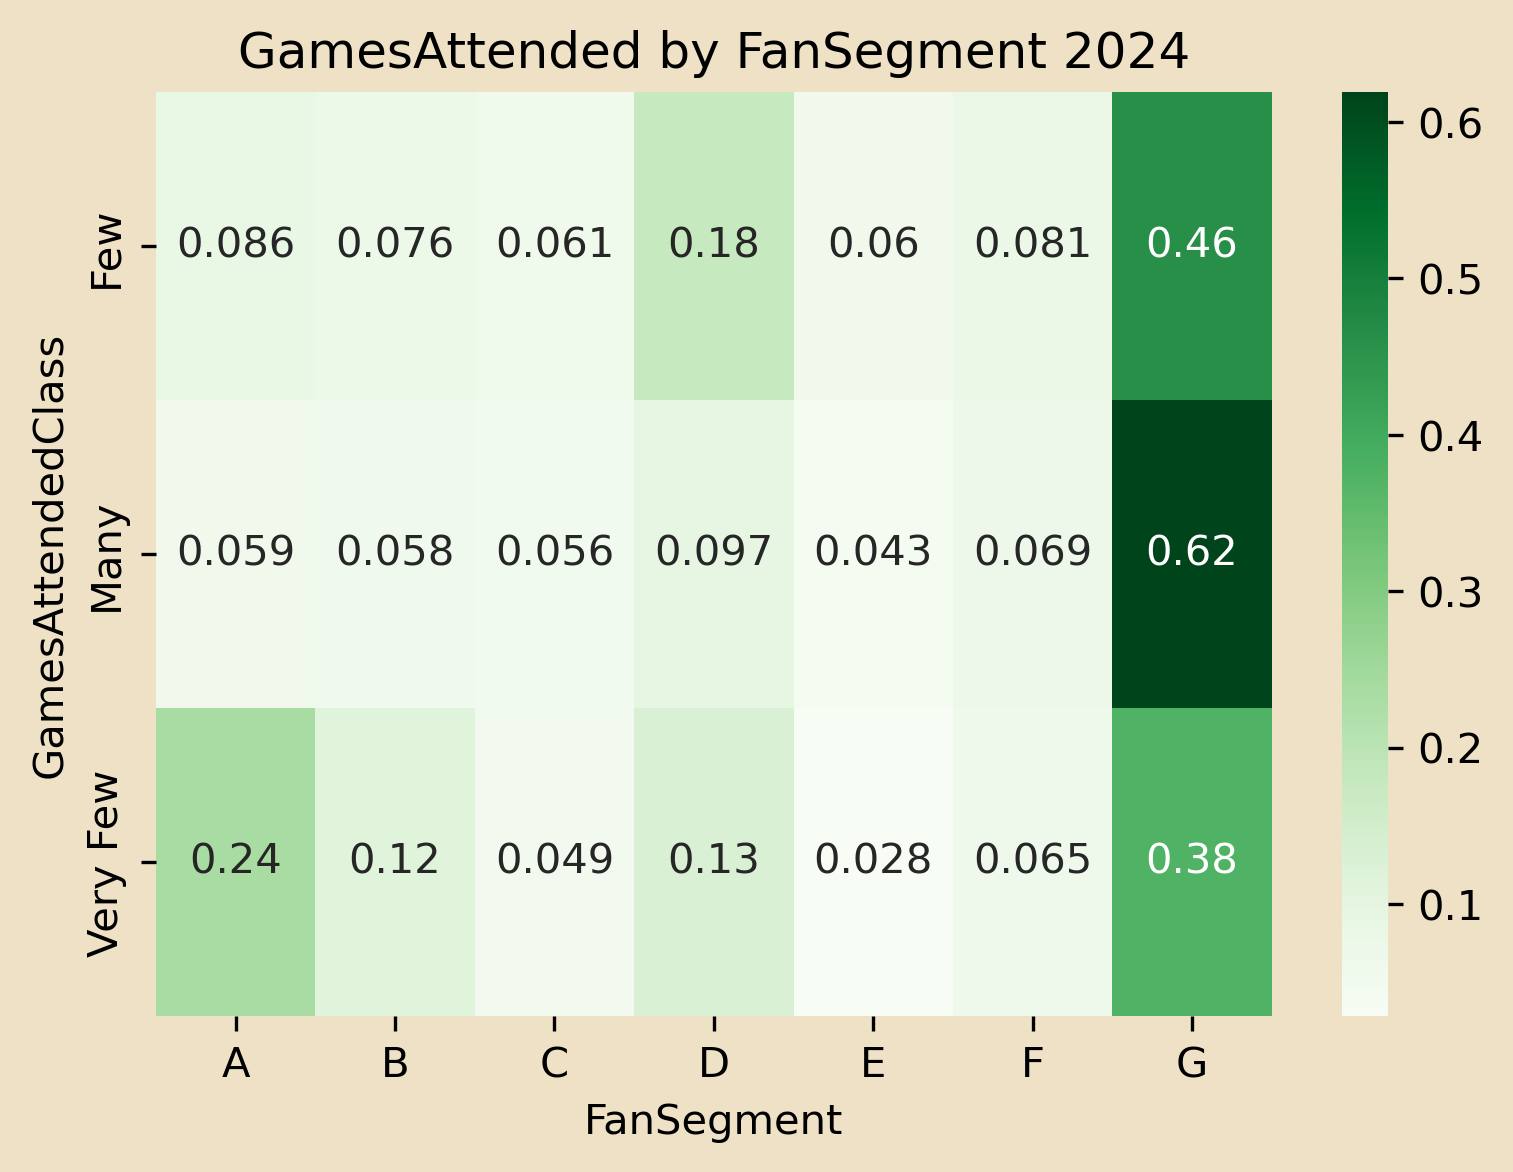 GamesAttended by FanSegment 2024
GamesAttendedClass
Few
0.086 0.076 0.061 0.18 0.06 0.081 0.46
Many
0.059 0.058 0.056 0.097 0.043 0.069 0.62
Very Few
0.24 0.12 0.049 0.13 0.028 0.065 0.38
A B C D E F G
FanSegment
0.6
0.5
0.4
0.3
0.2
0.1